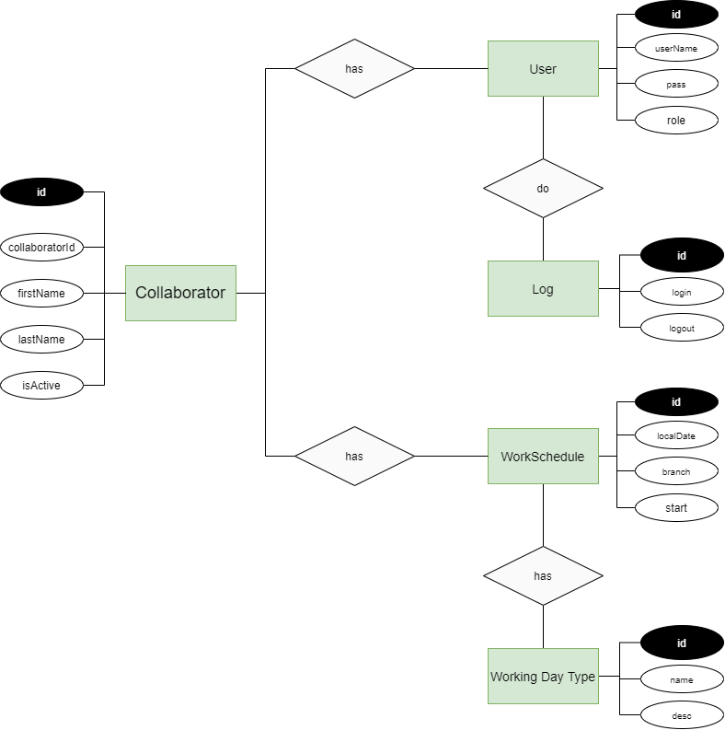 id
userName
has
User
pass
role
do
id
collaboratorId
id
firstName
Collaborator
Log
login
lastName
logout
isActive
id
localDate
has
WorkSchedule
branch
start
has
id
Working Day Type
name
desc